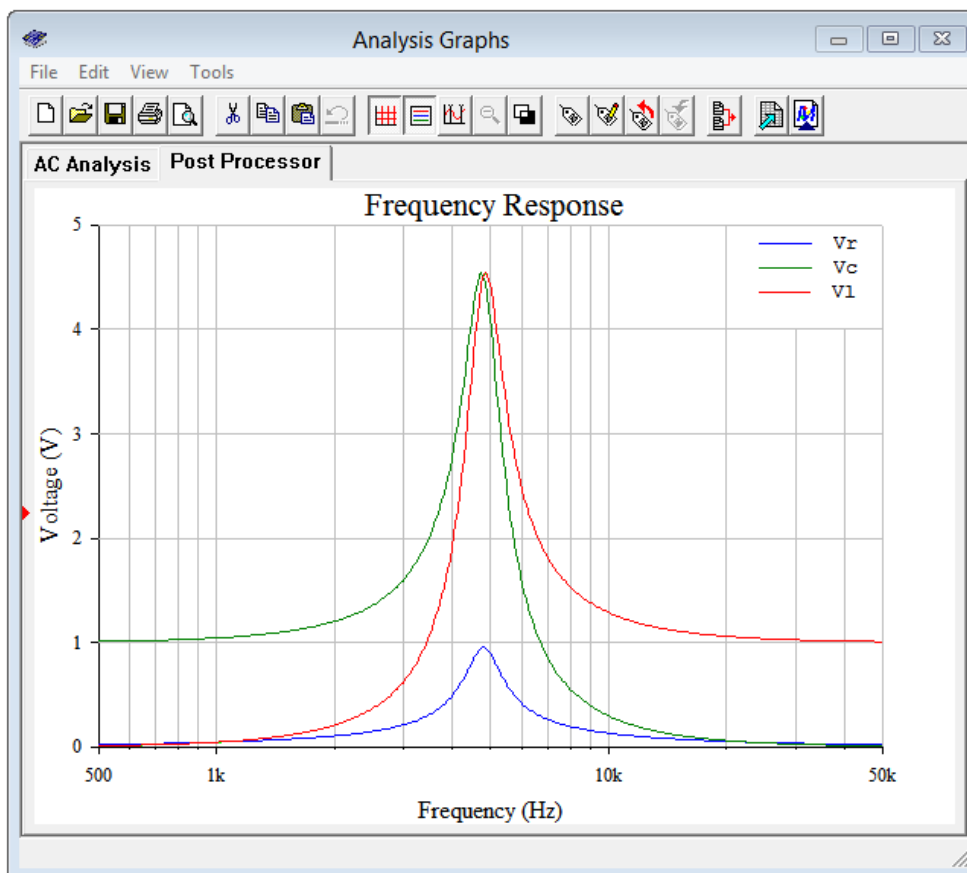 Analysis Graphs
File Edit View Tools
AC Analysis Post Processor
Frequency Response
5
4
3
2
1
0
Voltage (V)
Vr
Vc
Vl
500 1k 10k 50k
Frequency (Hz)